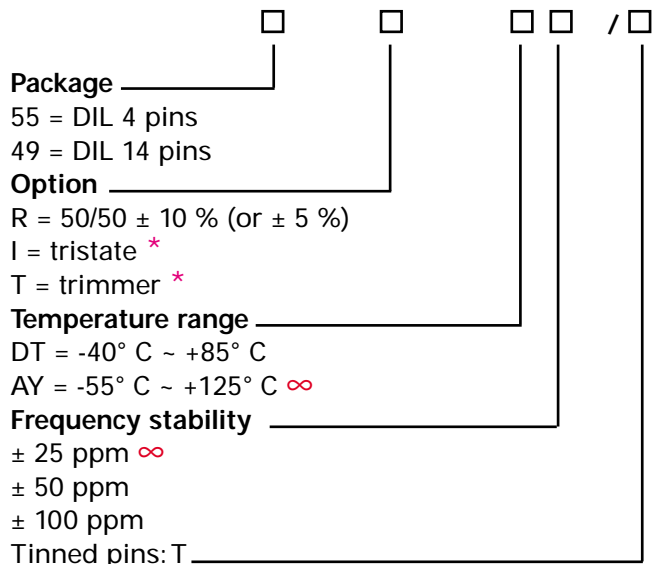 □ □ □ □ / □
Package
55 = DIL 4 pins
49 = DIL 14 pins
Option
R = 50/50 ± 10 % (or ± 5 %)
I = tristate *
T = trimmer *
Temperature range
DT = -40° C ~ +85° C
AY = -55° C ~ +125° C ∞
Frequency stability
± 25 ppm ∞
± 50 ppm
± 100 ppm
Tinned pins: T